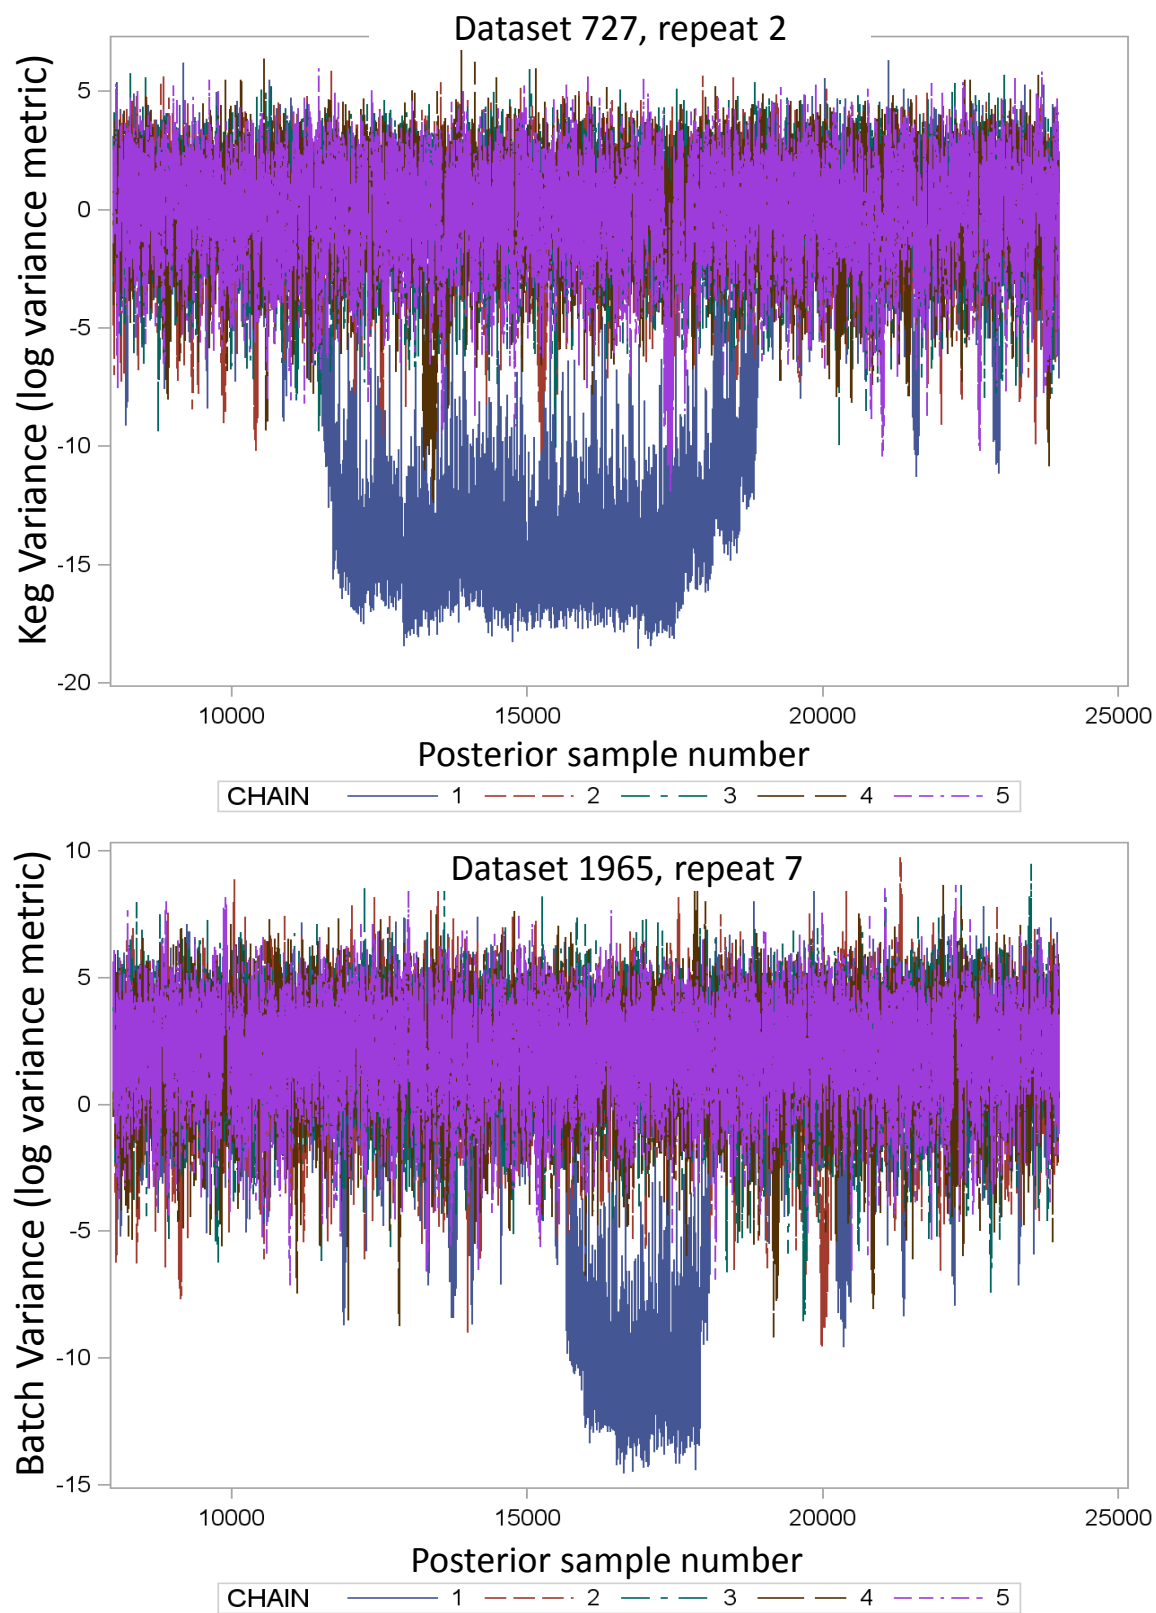 Dataset 727, repeat 2
Keg Variance (log variance metric)
5
0
-5
-10
-15
-20
10000 15000 20000 25000
Posterior sample number
CHAIN 1 2 3 4 5
Dataset 1965, repeat 7
Batch Variance (log variance metric)
10
5
0
-5
-10
-15
10000 15000 20000 25000
Posterior sample number
CHAIN 1 2 3 4 5